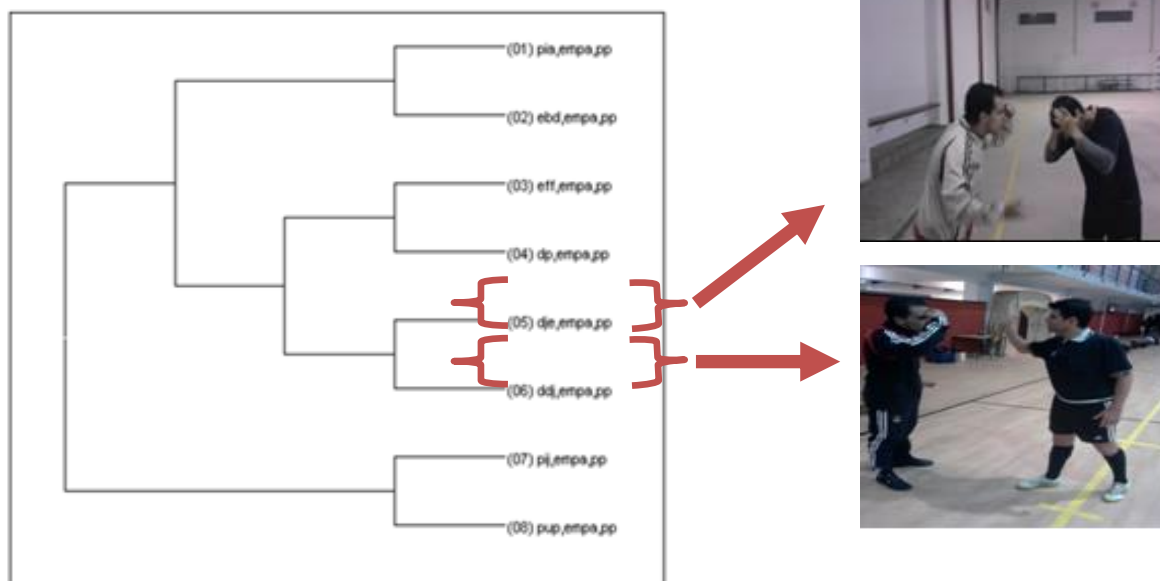 (01) pia,empa,pp
(02) ebd,empa,pp
(03) eff,empa,pp
(04) dp,empa,pp
(05) dje,empa,pp
(06) ddj,empa,pp
(07) pij,empa,pp
(08) pup,empa,pp